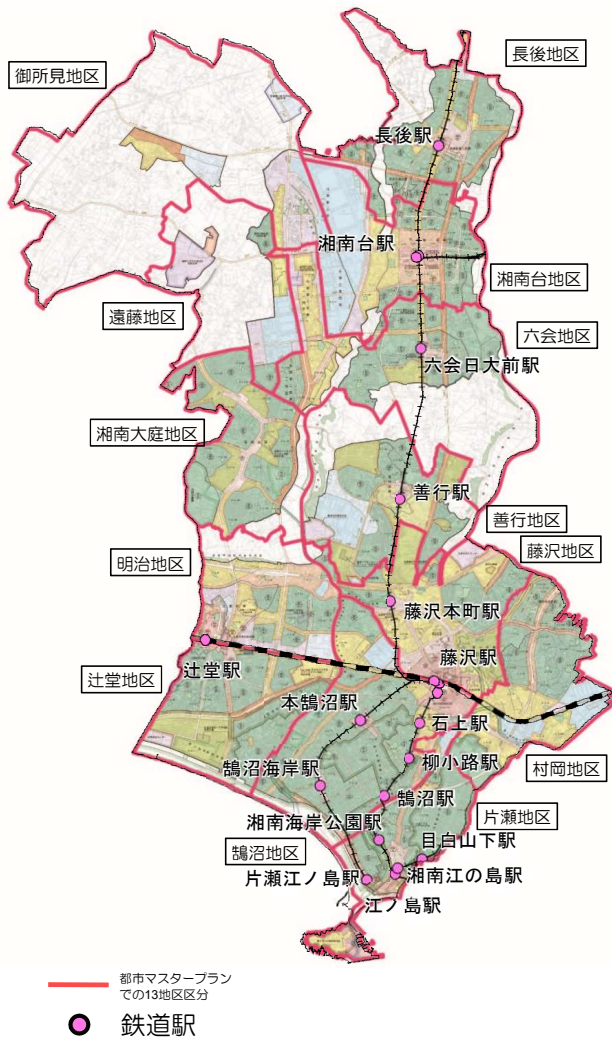 長後地区
御所見地区
長後駅
湘南台駅
湘南台地区
遠藤地区
六会地区
六会日大前駅
湘南大庭地区
善行駅
善行地区
藤沢地区
明治地区
藤沢本町駅
藤沢駅
辻堂駅
辻堂地区
本鵠沼駅
石上駅
柳小路駅
村岡地区
鵠沼海岸駅
鵠沼駅
片瀬地区
湘南海岸公園駅
目白山下駅
鵠沼地区
湘南江の島駅
片瀬江ノ島駅
江ノ島駅
都市マスタープラン
での13地区区分
鉄道駅